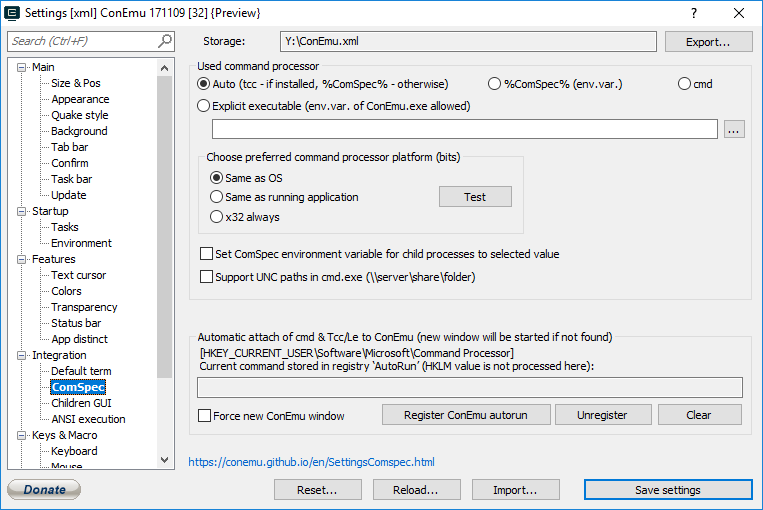 Settings [xml] ConEmu 171109 [32] {Preview}
Search (Ctrl+F)
Main
Size & Pos
Appearance
Quake style
Background
Tab bar
Confirm
Task bar
Update
Startup
Tasks
Environment
Features
Text cursor
Colors
Transparency
Status bar
App distinct
Integration
Default term
ComSpec
Children GUI
ANSI execution
Keys & Macro
Keyboard
Mouse
Donate
Storage: Y:\ConEmu.xml Export...
Used command processor
Auto (tcc - if installed, %ComSpec% - otherwise) %ComSpec% (env.var.) cmd
Explicit executable (env.var. of ConEmu.exe allowed)
...
Choose preferred command processor platform (bits)
Same as OS
Same as running application Test
x32 always
Set ComSpec environment variable for child processes to selected value
Support UNC paths in cmd.exe (\\server\share\folder)
Automatic attach of cmd & Tcc/Le to ConEmu (new window will be started if not found)
[HKEY_CURRENT_USER\Software\Microsoft\Command Processor]
Current command stored in registry ‘AutoRun’ (HKLM value is not processed here):
Force new ConEmu window Register ConEmu autorun Unregister Clear
https://conemu.github.io/en/SettingsComspec.html
Reset... Reload... Import... Save settings